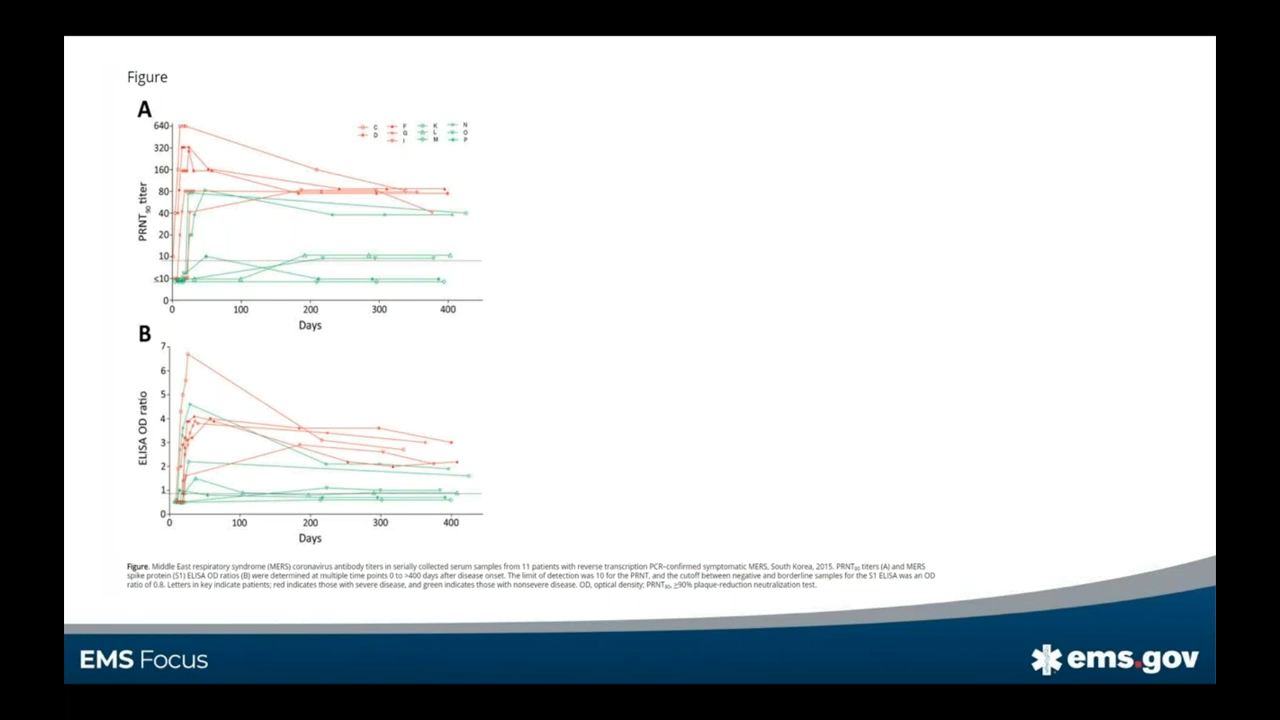 Figure
A
C F K N
D G L O
I M P
640
320
160
80
40
20
10
≤10
0
PRNT₉₀ titer
0 100 200 300 400
Days
B
7
6
5
4
3
2
1
0
ELISA OD ratio
0 100 200 300 400
Days
Figure. Middle East respiratory syndrome (MERS) coronavirus antibody titers in serially collected serum samples from 11 patients with reverse transcription PCR–confirmed symptomatic MERS, South Korea, 2015. PRNT₉₀ titers (A) and MERS
spike protein (S1) ELISA OD ratios (B) were determined at multiple time points 0 to >400 days after disease onset. The limit of detection was 10 for the PRNT, and the cutoff between negative and borderline samples for the S1 ELISA was an OD
ratio of 0.8. Letters in key indicate patients; red indicates those with severe disease, and green indicates those with nonsevere disease. OD, optical density; PRNT₉₀, ≥90% plaque-reduction neutralization test.
EMS Focus
ems.gov